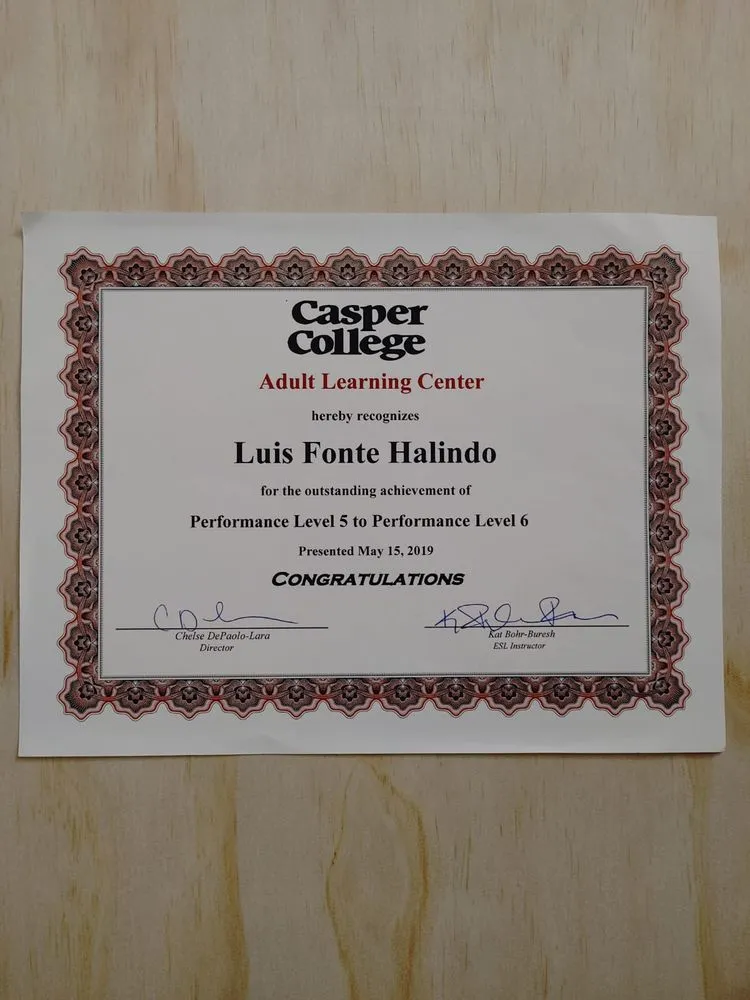 Casper
College
Adult Learning Center
hereby recognizes
Luis Fonte Halindo
for the outstanding achievement of
Performance Level 5 to Performance Level 6
Presented May 15, 2019
CONGRATULATIONS
Chelse DePaolo-Lara
Director
Kat Bohr-Buresh
ESL Instructor